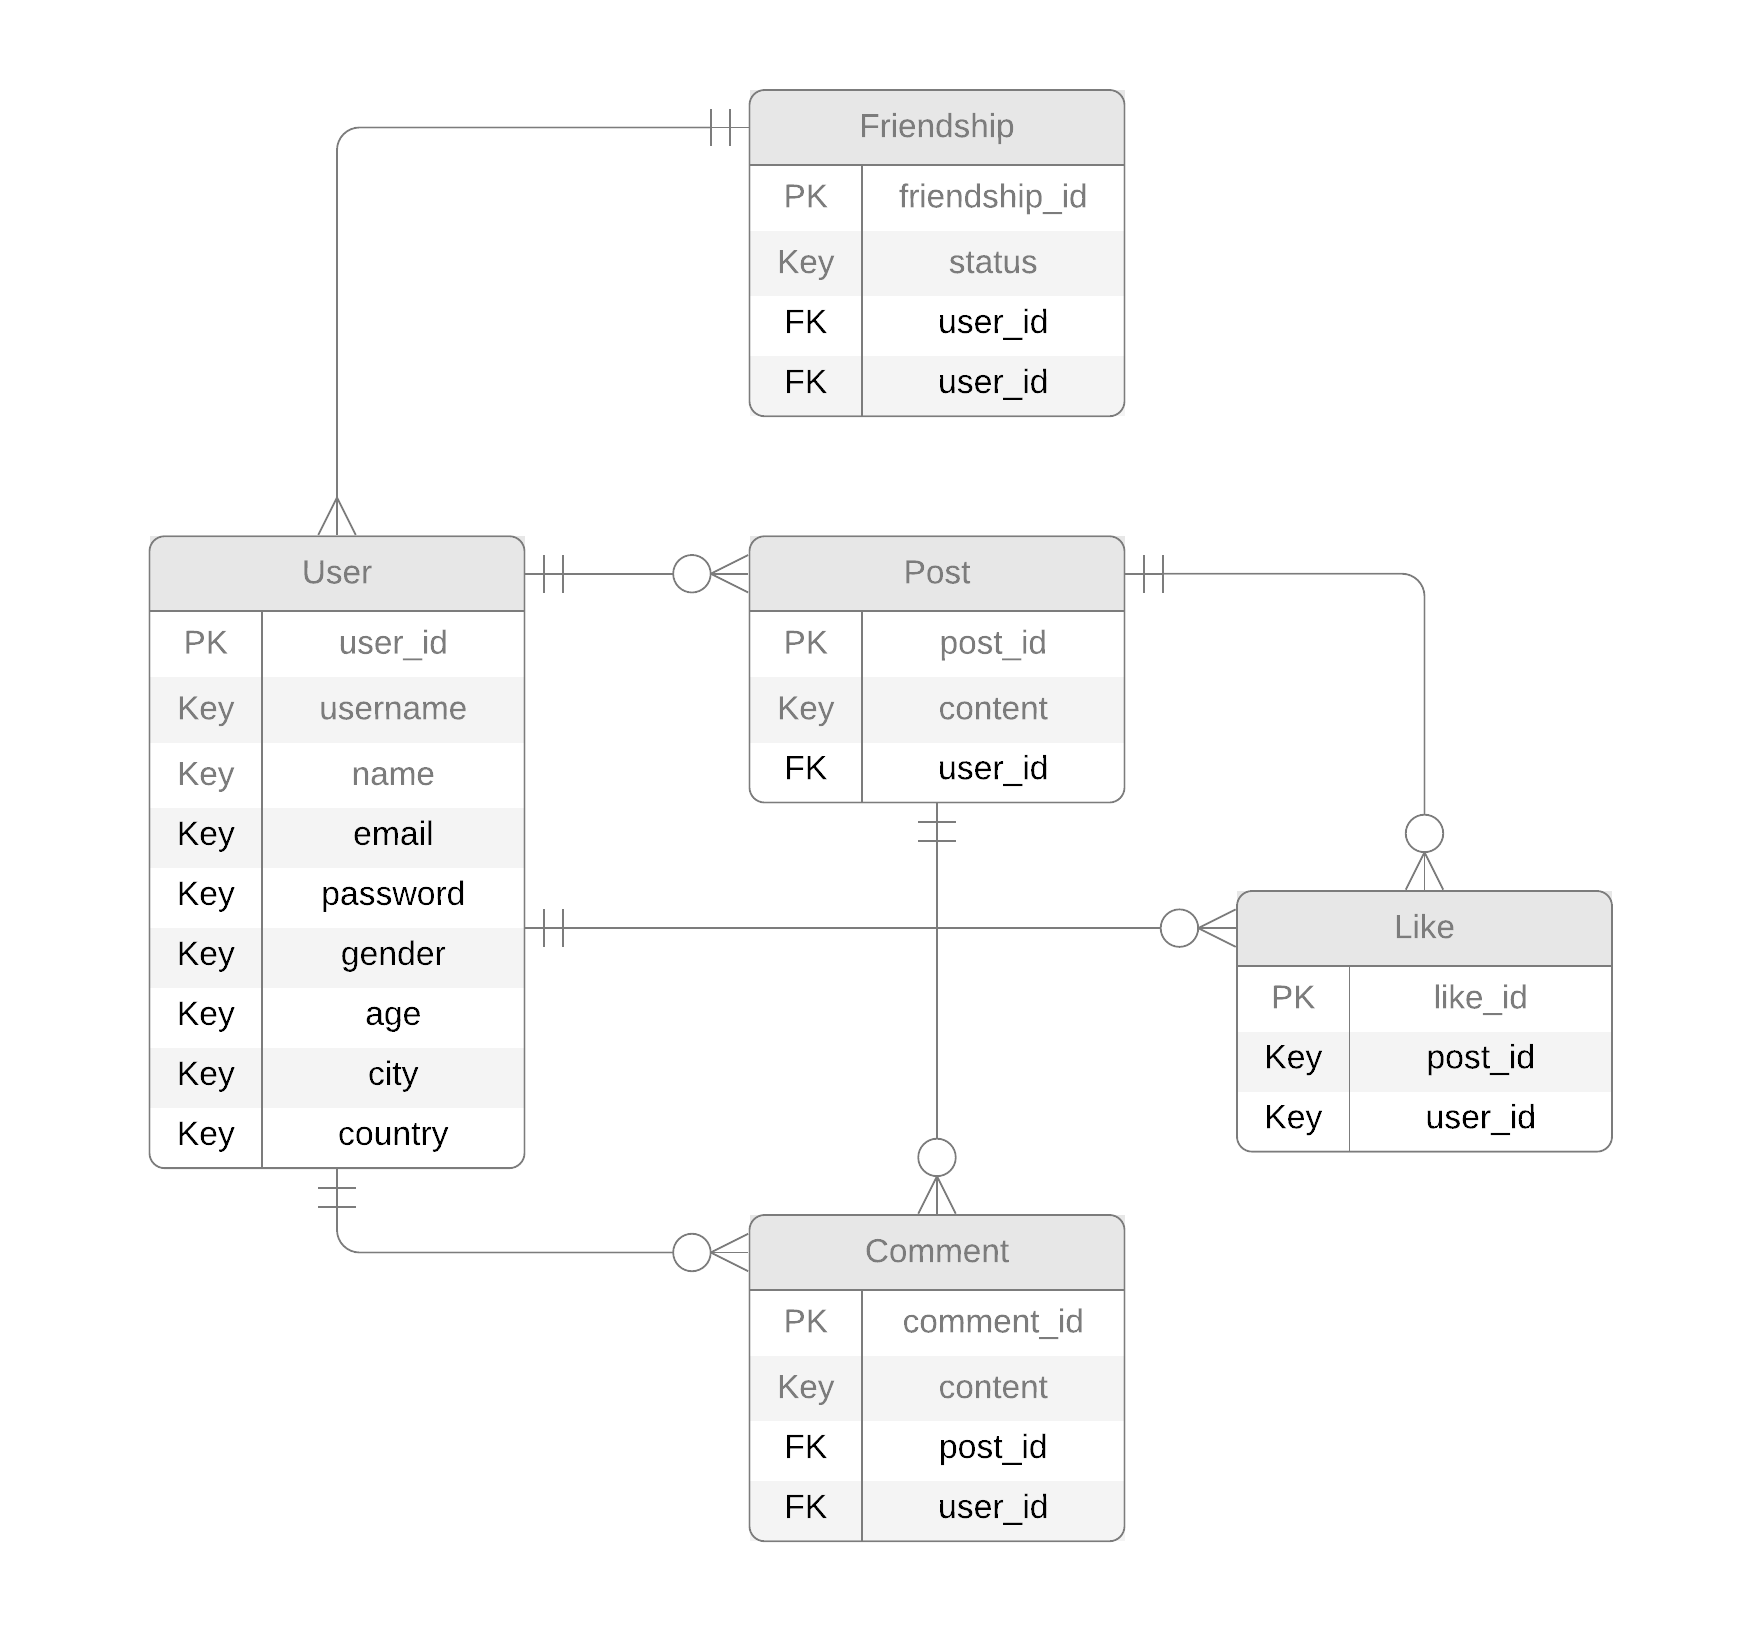 Friendship
PK friendship_id
Key status
FK user_id
FK user_id
User
PK user_id
Key username
Key name
Key email
Key password
Key gender
Key age
Key city
Key country
Post
PK post_id
Key content
FK user_id
Like
PK like_id
Key post_id
Key user_id
Comment
PK comment_id
Key content
FK post_id
FK user_id